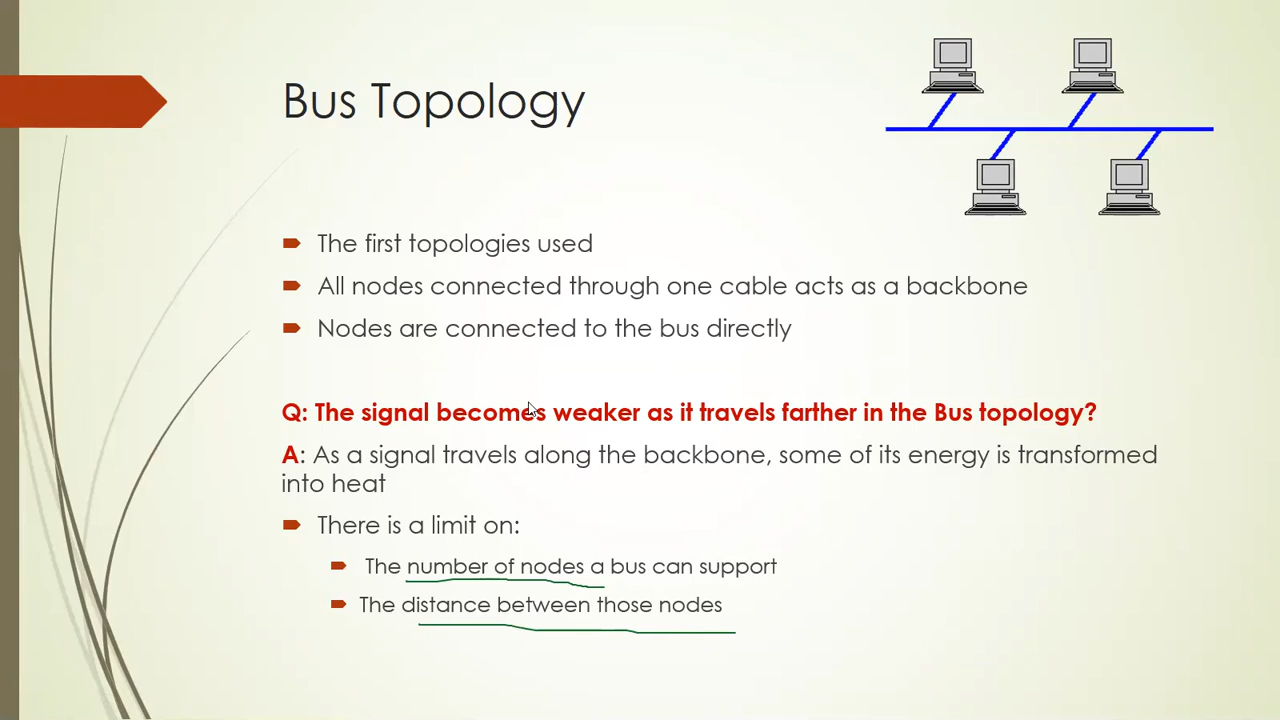 Bus Topology
The first topologies used
All nodes connected through one cable acts as a backbone
Nodes are connected to the bus directly
Q: The signal becomes weaker as it travels farther in the Bus topology?
A: As a signal travels along the backbone, some of its energy is transformed
into heat
There is a limit on:
The number of nodes a bus can support
The distance between those nodes